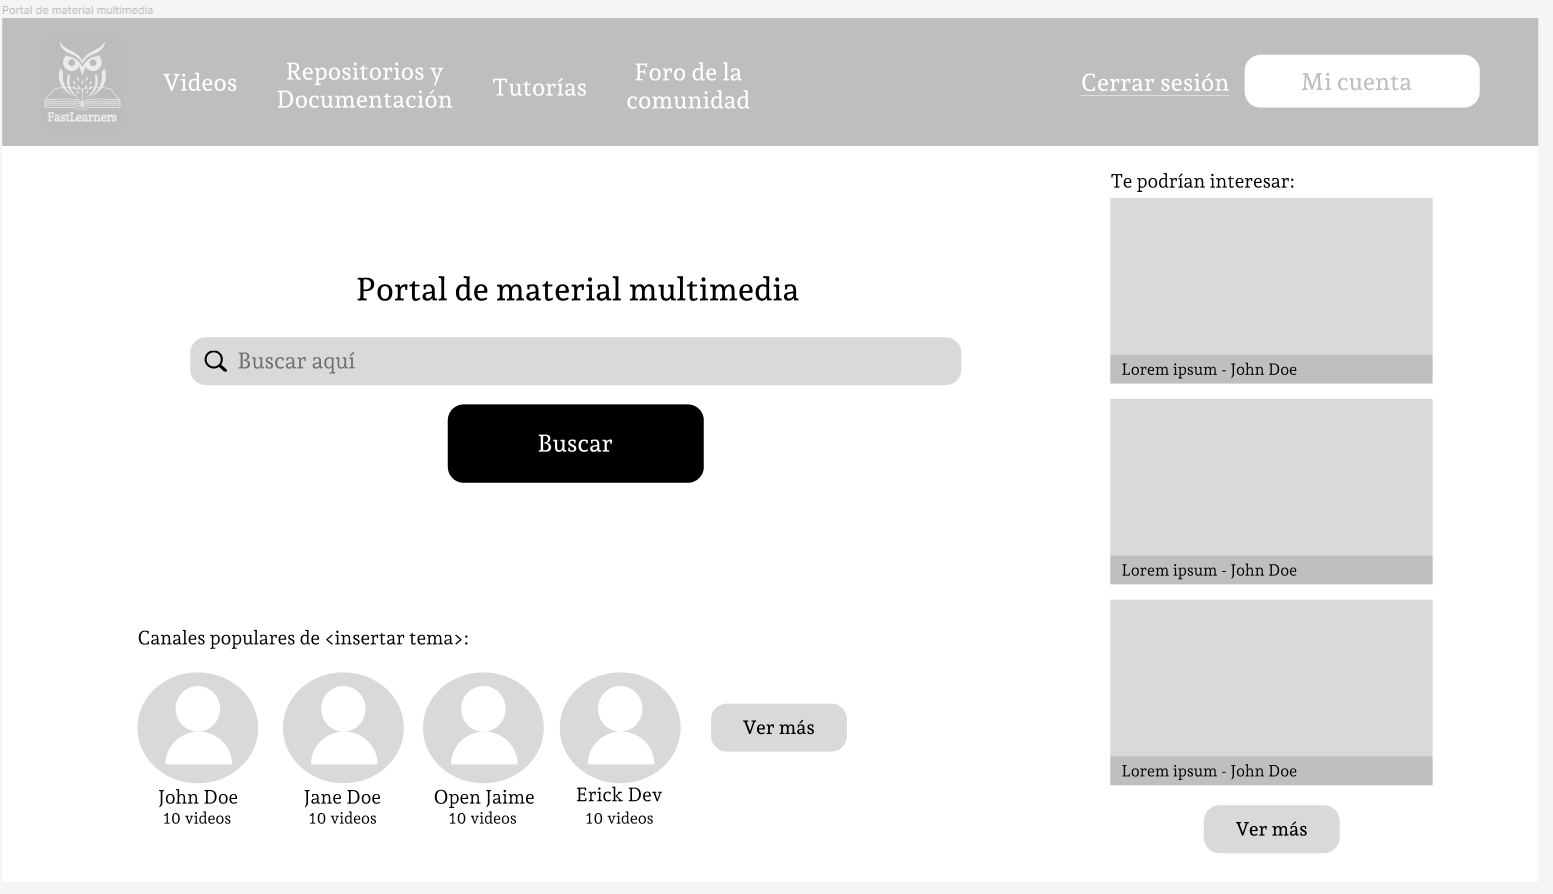 Portal de material multimedia
FastLearners
Videos
Repositorios y
Documentación
Tutorías
Foro de la
comunidad
Cerrar sesión
Mi cuenta
Portal de material multimedia
Buscar aquí
Buscar
Canales populares de <insertar tema>:
John Doe
10 videos
Jane Doe
10 videos
Open Jaime
10 videos
Erick Dev
10 videos
Ver más
Te podrían interesar:
Lorem ipsum - John Doe
Lorem ipsum - John Doe
Lorem ipsum - John Doe
Ver más